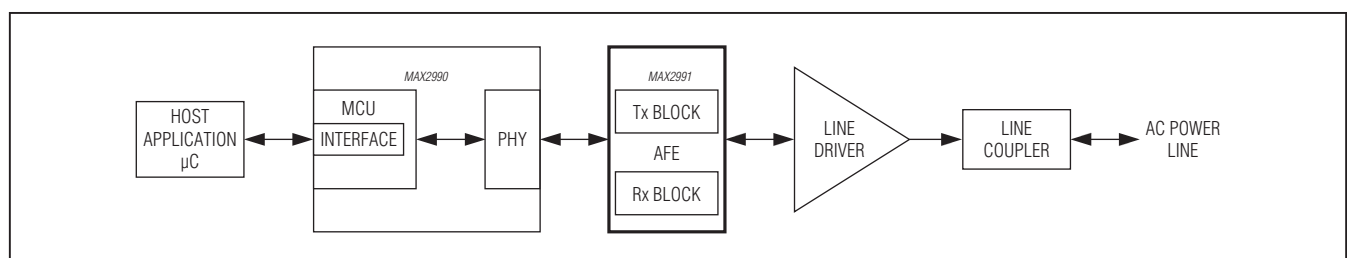 HOST
APPLICATION
µC
MAX2990
MCU
INTERFACE
PHY
MAX2991
Tx BLOCK
AFE
Rx BLOCK
LINE
DRIVER
LINE
COUPLER
AC POWER
LINE